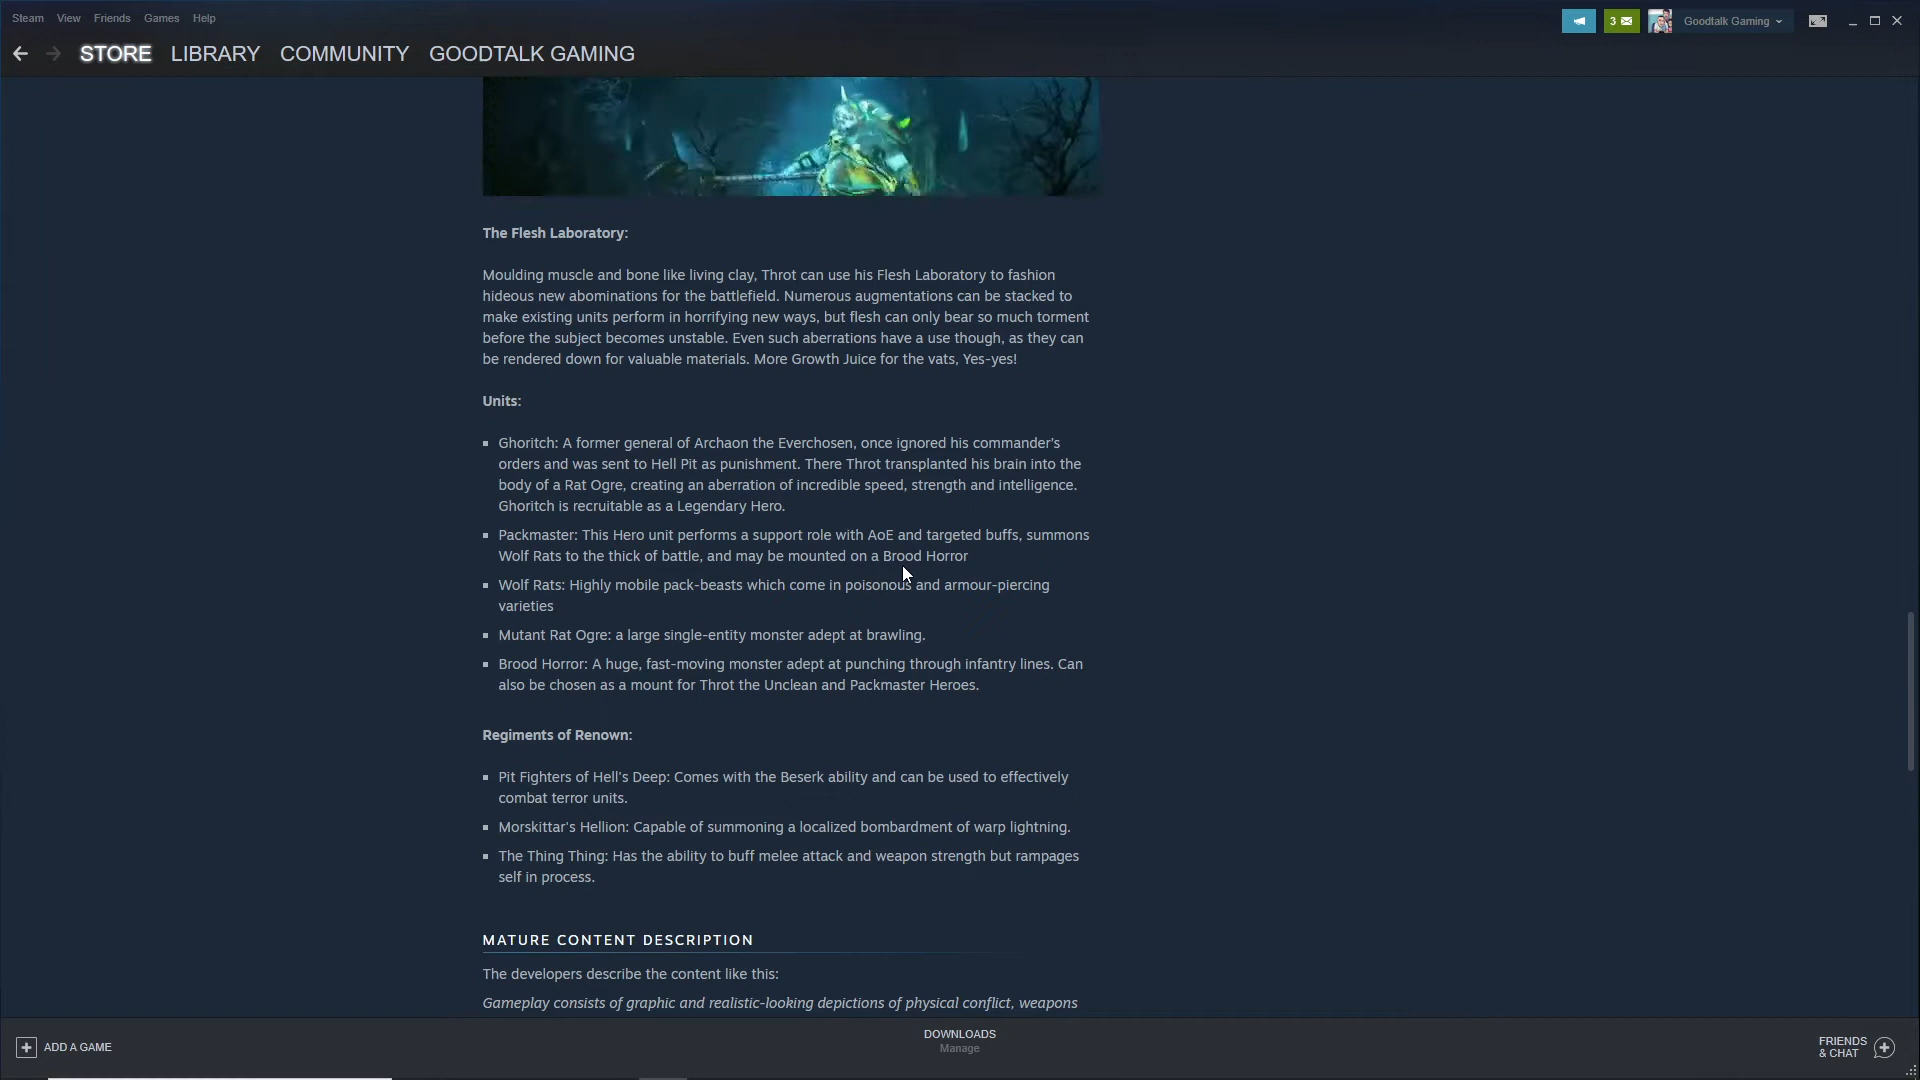 Steam View Friends Games Help
3 Goodtalk Gaming
STORE LIBRARY COMMUNITY GOODTALK GAMING
The Flesh Laboratory:
Moulding muscle and bone like living clay, Throt can use his Flesh Laboratory to fashion
hideous new abominations for the battlefield. Numerous augmentations can be stacked to
make existing units perform in horrifying new ways, but flesh can only bear so much torment
before the subject becomes unstable. Even such aberrations have a use though, as they can
be rendered down for valuable materials. More Growth Juice for the vats, Yes-yes!
Units:
Ghoritch: A former general of Archaon the Everchosen, once ignored his commander's
orders and was sent to Hell Pit as punishment. There Throt transplanted his brain into the
body of a Rat Ogre, creating an aberration of incredible speed, strength and intelligence.
Ghoritch is recruitable as a Legendary Hero.
Packmaster: This Hero unit performs a support role with AoE and targeted buffs, summons
Wolf Rats to the thick of battle, and may be mounted on a Brood Horror
Wolf Rats: Highly mobile pack-beasts which come in poisonous and armour-piercing
varieties
Mutant Rat Ogre: a large single-entity monster adept at brawling.
Brood Horror: A huge, fast-moving monster adept at punching through infantry lines. Can
also be chosen as a mount for Throt the Unclean and Packmaster Heroes.
Regiments of Renown:
Pit Fighters of Hell's Deep: Comes with the Beserk ability and can be used to effectively
combat terror units.
Morskittar's Hellion: Capable of summoning a localized bombardment of warp lightning.
The Thing Thing: Has the ability to buff melee attack and weapon strength but rampages
self in process.
MATURE CONTENT DESCRIPTION
The developers describe the content like this:
Gameplay consists of graphic and realistic-looking depictions of physical conflict, weapons
ADD A GAME
DOWNLOADS
Manage
FRIENDS
& CHAT